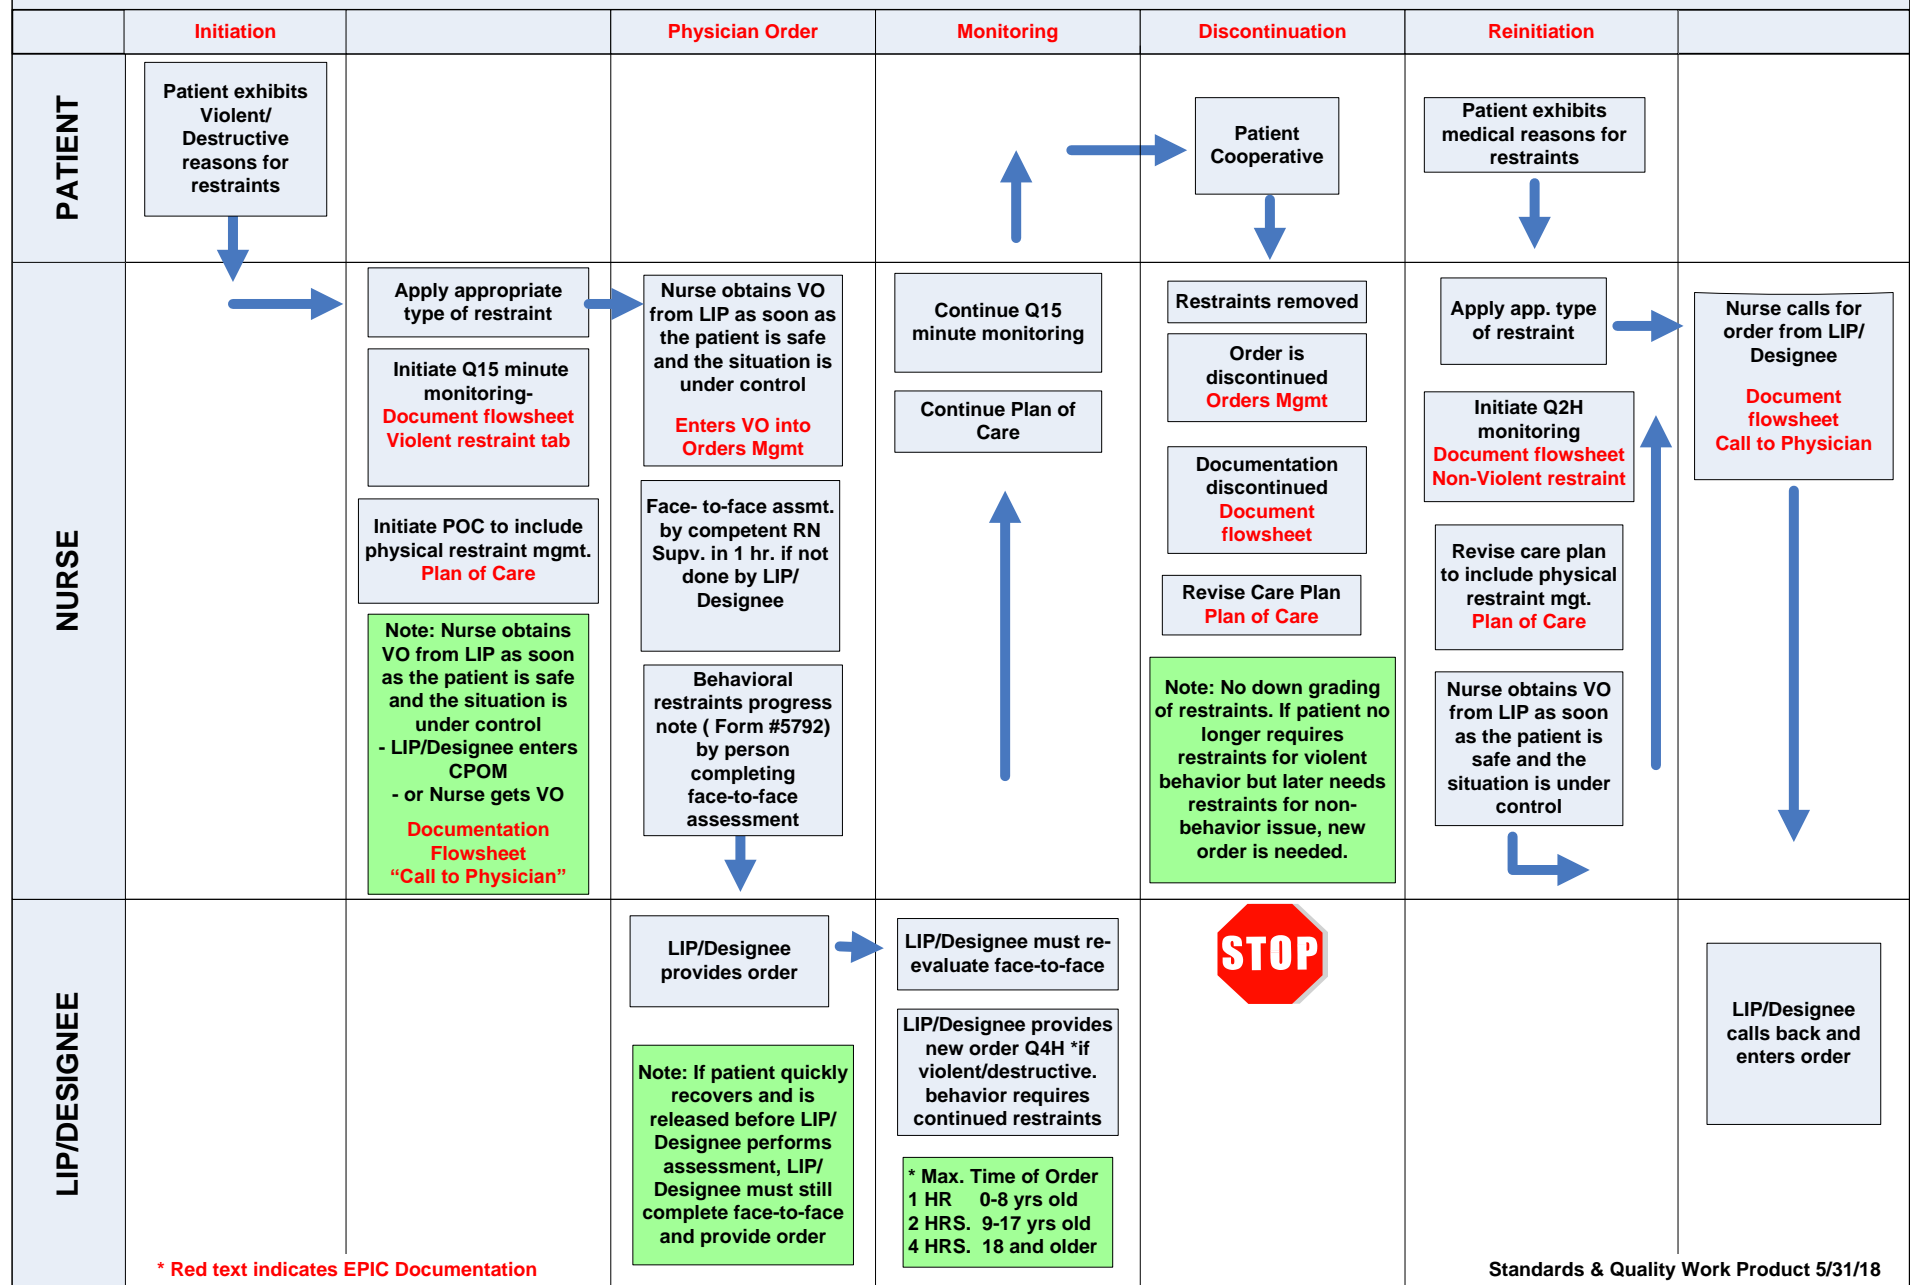 Initiation
Physician Order
Monitoring
Discontinuation
Reinitiation
PATIENT
Patient exhibits
Violent/
Destructive
reasons for
restraints
Patient
Cooperative
Patient exhibits
medical reasons for
restraints
NURSE
Apply appropriate
type of restraint
Initiate Q15 minute
monitoring-
Document flowsheet
Violent restraint tab
Initiate POC to include
physical restraint mgmt.
Plan of Care
Note: Nurse obtains
VO from LIP as soon
as the patient is safe
and the situation is
under control
- LIP/Designee enters
CPOM
- or Nurse gets VO
Documentation
Flowsheet
“Call to Physician”
Nurse obtains VO
from LIP as soon as
the patient is safe
and the situation is
under control
Enters VO into
Orders Mgmt
Face- to-face assmt.
by competent RN
Supv. in 1 hr. if not
done by LIP/
Designee
Behavioral
restraints progress
note ( Form #5792)
by person
completing
face-to-face
assessment
Continue Q15
minute monitoring
Continue Plan of
Care
Restraints removed
Order is
discontinued
Orders Mgmt
Documentation
discontinued
Document
flowsheet
Revise Care Plan
Plan of Care
Note: No down grading
of restraints. If patient no
longer requires
restraints for violent
behavior but later needs
restraints for non-
behavior issue, new
order is needed.
Apply app. type
of restraint
Initiate Q2H
monitoring
Document flowsheet
Non-Violent restraint
Revise care plan
to include physical
restraint mgt.
Plan of Care
Nurse obtains VO
from LIP as soon
as the patient is
safe and the
situation is under
control
Nurse calls for
order from LIP/
Designee
Document
flowsheet
Call to Physician
LIP/DESIGNEE
LIP/Designee
provides order
Note: If patient quickly
recovers and is
released before LIP/
Designee performs
assessment, LIP/
Designee must still
complete face-to-face
and provide order
LIP/Designee must re-
evaluate face-to-face
LIP/Designee provides
new order Q4H *if
violent/destructive.
behavior requires
continued restraints
* Max. Time of Order
1 HR 0-8 yrs old
2 HRS. 9-17 yrs old
4 HRS. 18 and older
STOP
LIP/Designee
calls back and
enters order
* Red text indicates EPIC Documentation
Standards & Quality Work Product 5/31/18